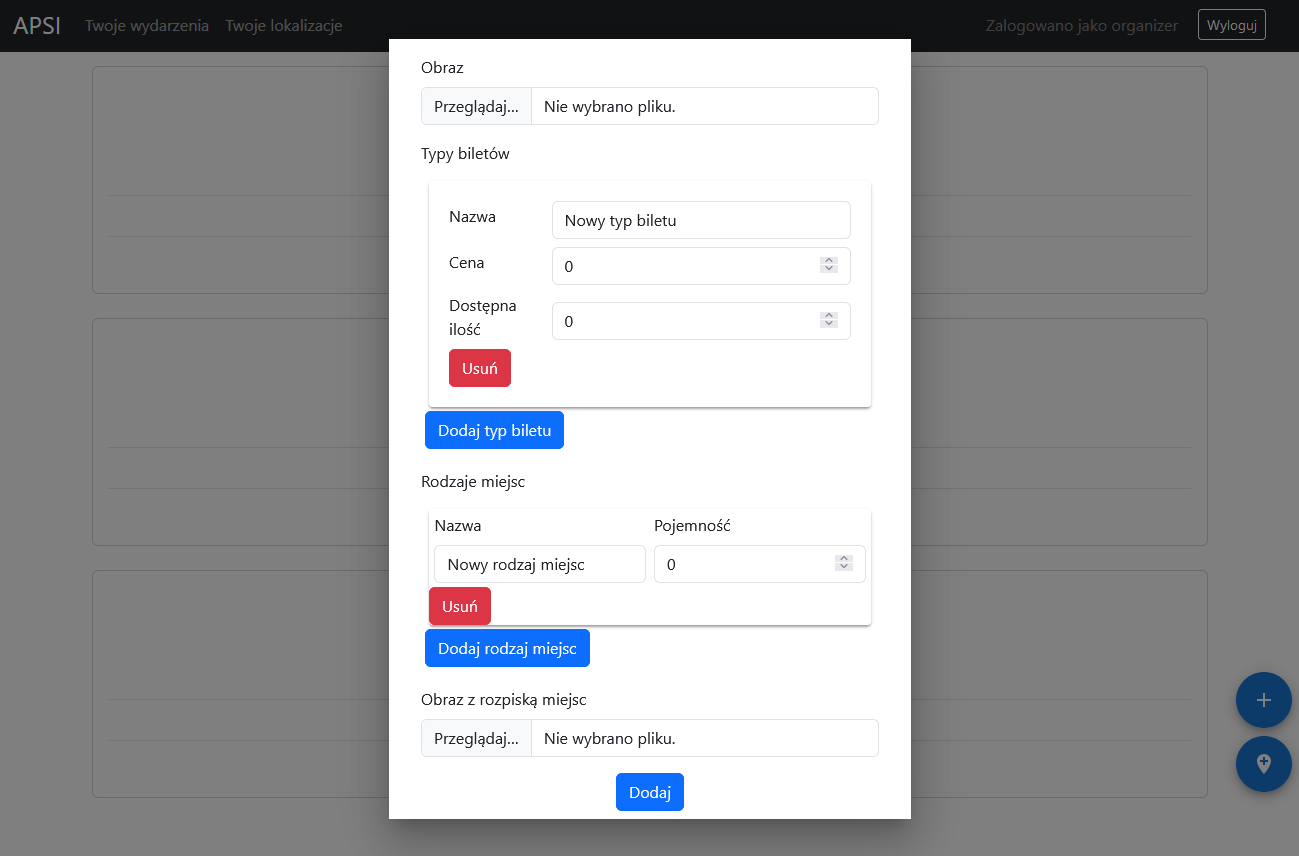 APSI Twoje wydarzenia Twoje lokalizacje Zalogowano jako organizer Wyloguj
Obraz
Przeglądaj... Nie wybrano pliku.
Typy biletów
Nazwa Nowy typ biletu
Cena 0
Dostępna
ilość 0
Usuń
Dodaj typ biletu
Rodzaje miejsc
Nazwa Pojemność
Nowy rodzaj miejsc 0
Usuń
Dodaj rodzaj miejsc
Obraz z rozpiską miejsc
Przeglądaj... Nie wybrano pliku.
Dodaj